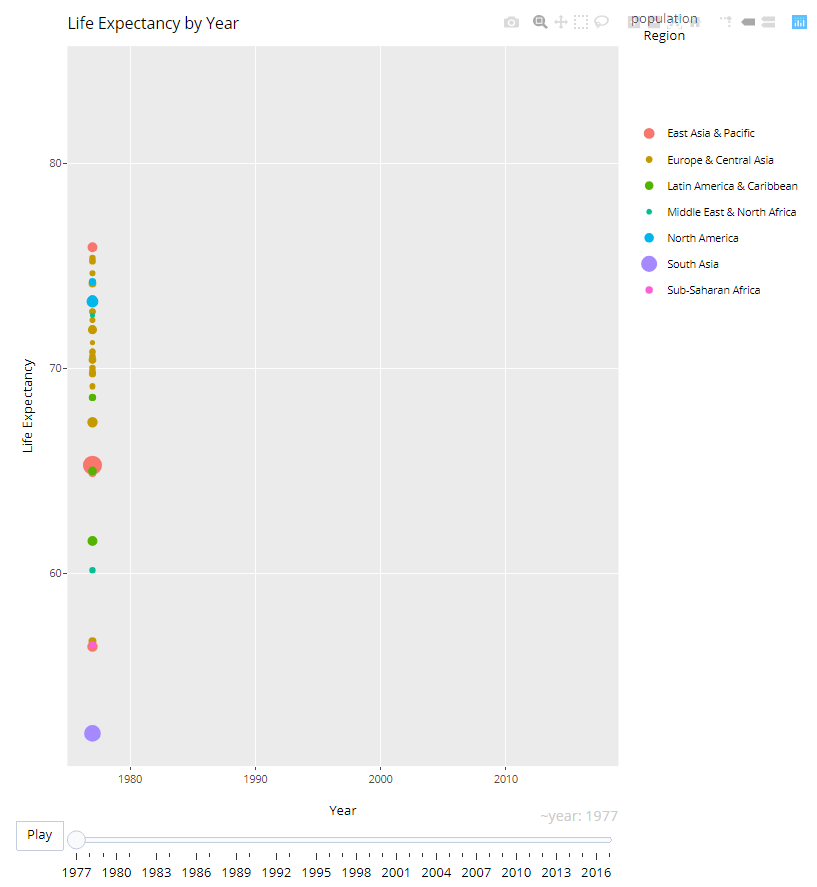 Life Expectancy by Year
population
Region
East Asia & Pacific
Europe & Central Asia
Latin America & Caribbean
Middle East & North Africa
North America
South Asia
Sub-Saharan Africa
80
70
60
Life Expectancy
1980
1990
2000
2010
Year
~year: 1977
Play
1977 1980 1983 1986 1989 1992 1995 1998 2001 2004 2007 2010 2013 2016